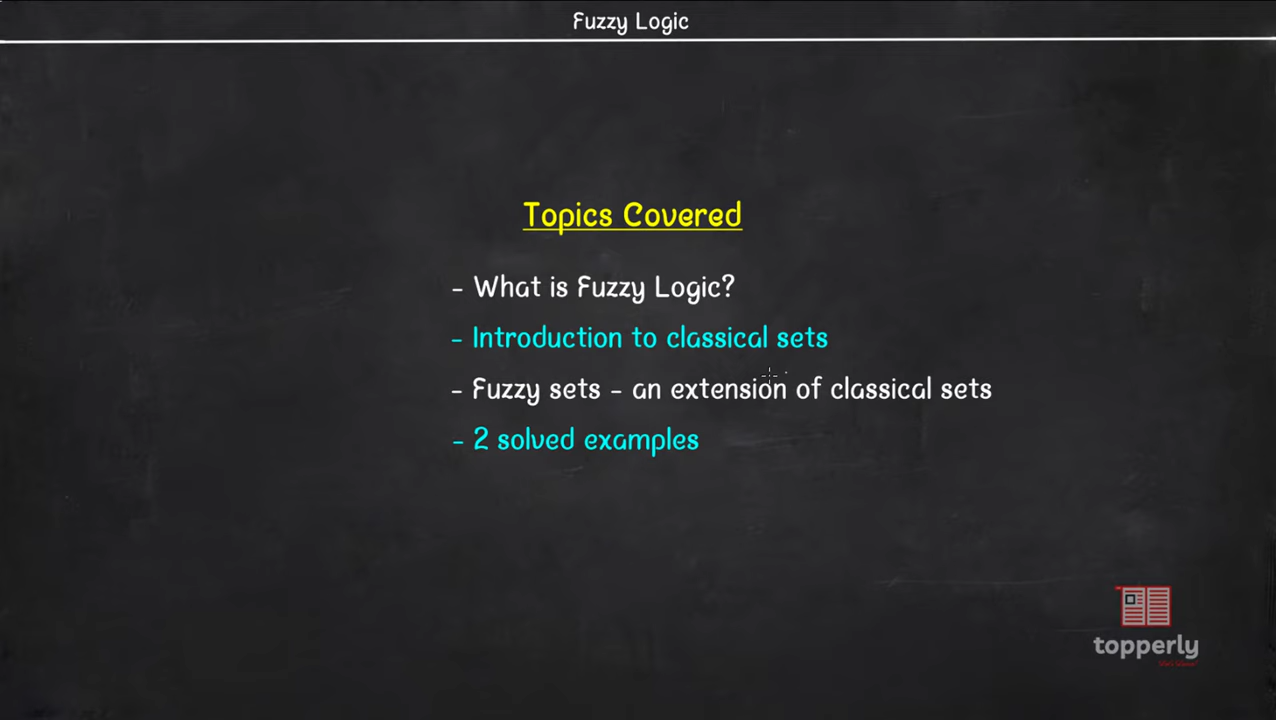 Fuzzy Logic
Topics Covered
- What is Fuzzy Logic?
- Introduction to classical sets
- Fuzzy sets - an extension of classical sets
- 2 solved examples
topperly